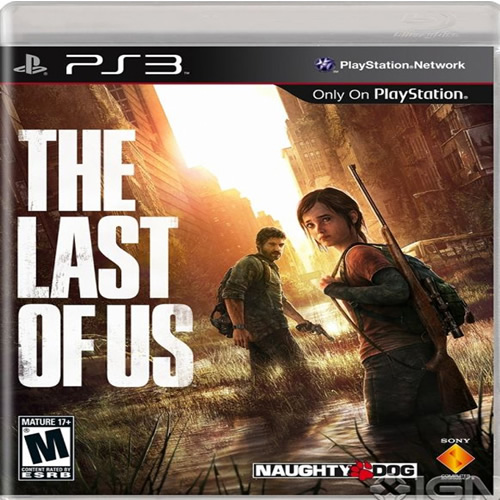 PS3
PlayStation®Network
Only On PlayStation®
THE
LAST
OF US
MATURE 17+
M
CONTENT RATED BY
ESRB
NAUGHTY DOG
SONY
IGN